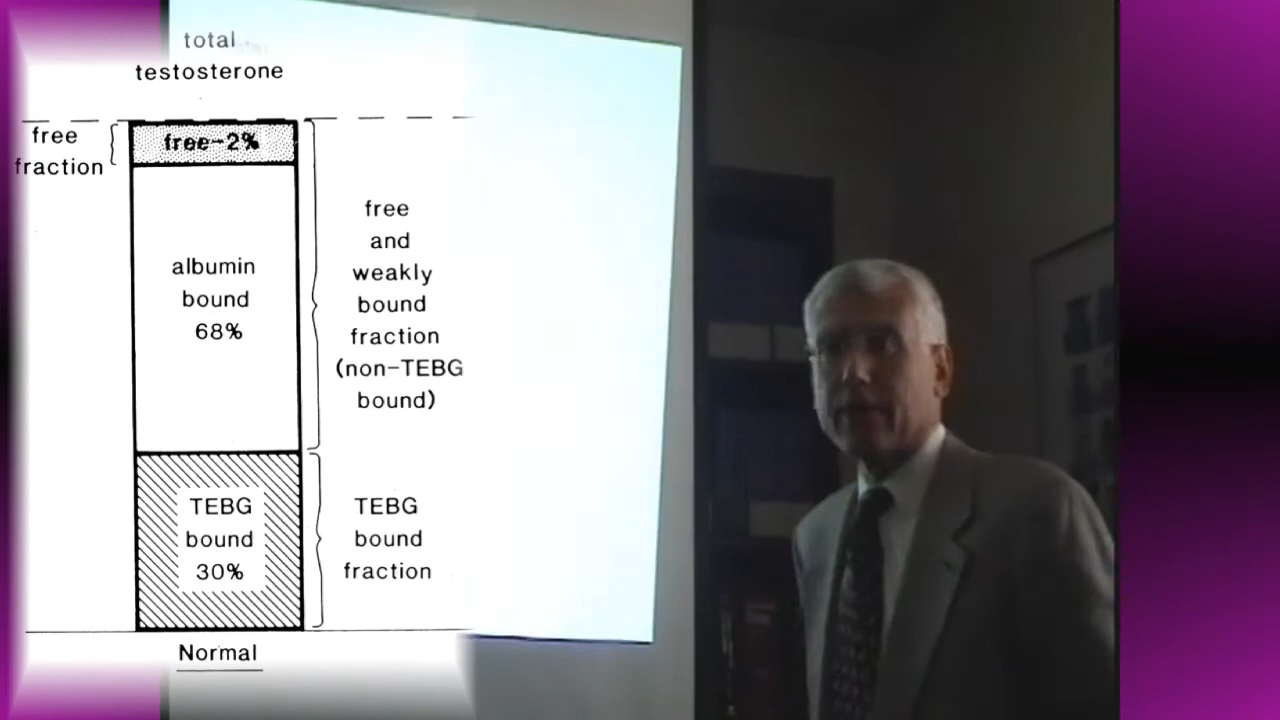 total
testosterone
free
fraction
free-2%
albumin
bound
68%
free
and
weakly
bound
fraction
(non-TEBG
bound)
TEBG
bound
30%
TEBG
bound
fraction
Normal